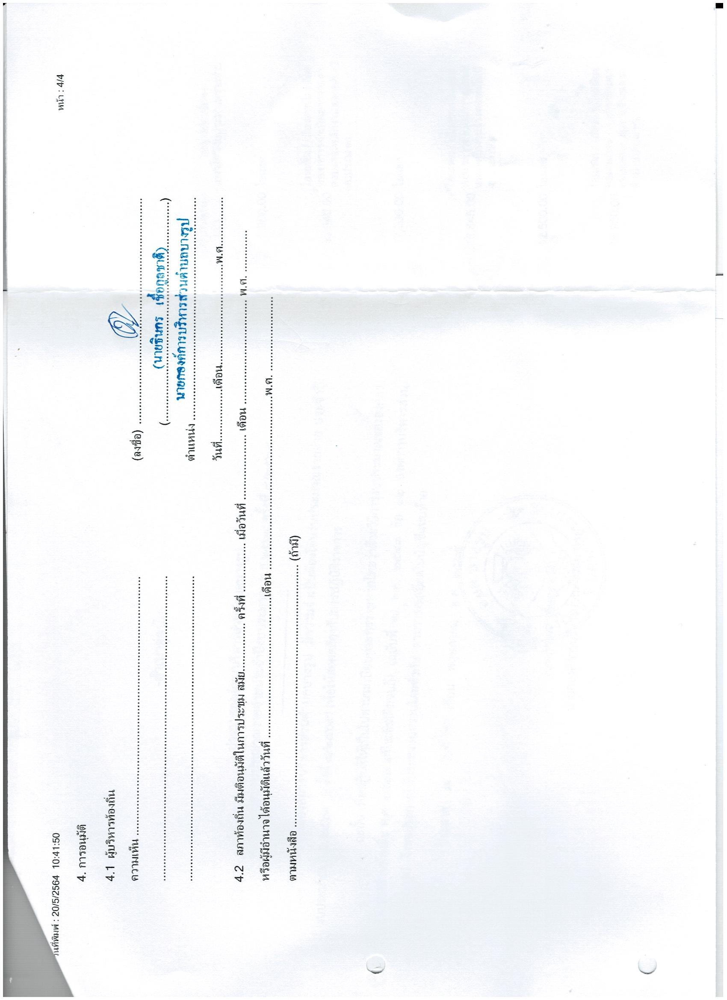 วันที่พิมพ์ : 20/5/2564 10:41:50
หน้า : 4/4
4. การอนุมัติ
4.1 ผู้บริหารท้องถิ่น
ความเห็น ........................................................................
(ลงชื่อ) ........................................................................
(........................................................................)
(นายธินกร เชื้อกูลชาติ)
นายกองค์การบริหารส่วนตำบลบางรูป
ตำแหน่ง ........................................................................
วันที่................เดือน................................พ.ศ................
4.2 สภาท้องถิ่น มีมติอนุมัติในการประชุม สมัย............... ครั้งที่ ............... เมื่อวันที่ .................... เดือน ................................ พ.ศ. .............
หรือผู้มีอำนาจได้อนุมัติแล้ววันที่ ................................................เดือน ................................................พ.ศ. ........................
ตามหนังสือ ........................................................................ (ถ้ามี)